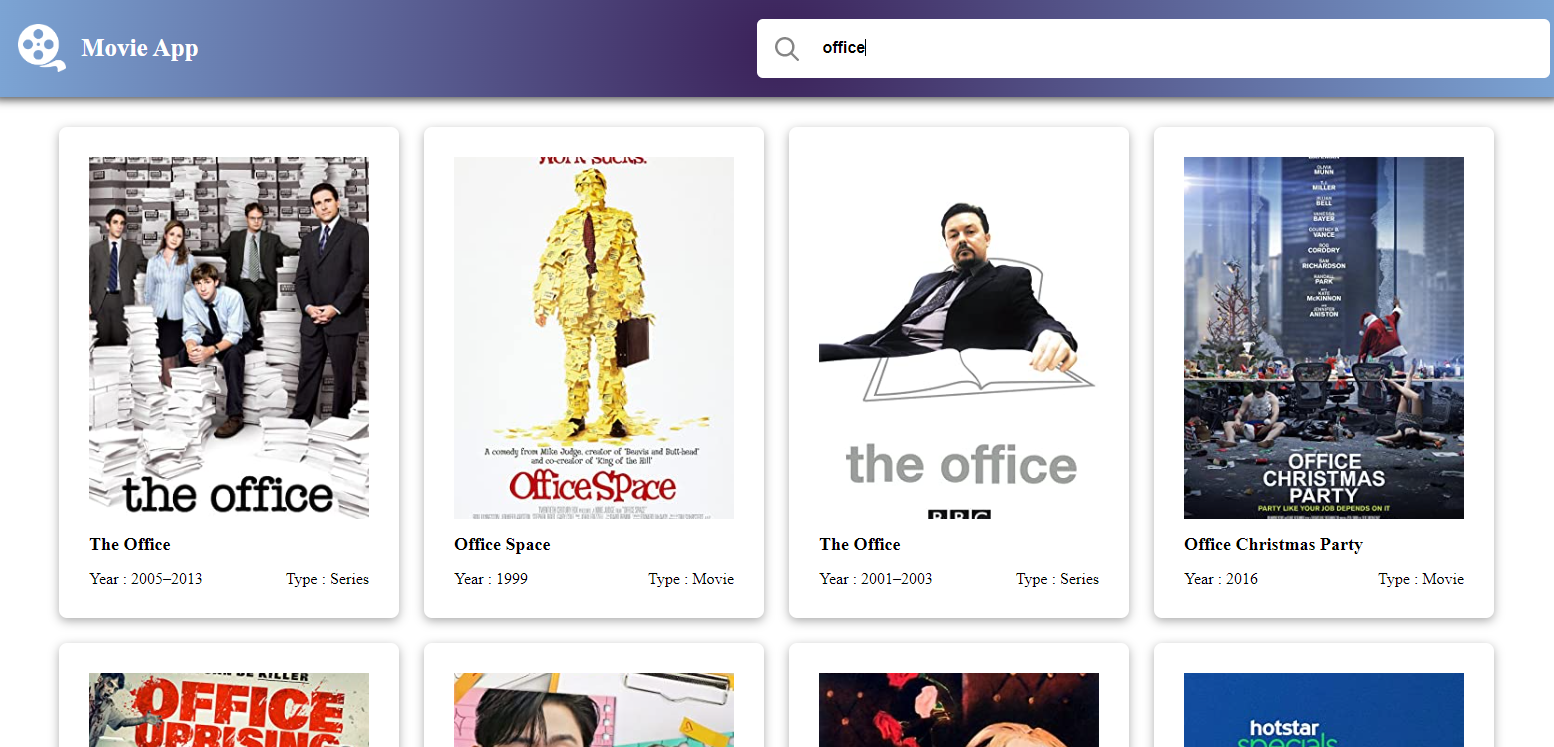 Movie App
office
the office
WORK SUCKS.
A comedy from Mike Judge, creator of 'Beavis and Butt-head'
and co-creator of 'King of the Hill'
OFFICE SPACE
the office
BBC
OLIVIA
MUNN
T.J.
MILLER
JILLIAN
BELL
VANESSA
BAYER
COURTNEY B.
VANCE
ROB
CORDDRY
SAM
RICHARDSON
RANDALL
PARK
KATE
McKINNON
JENNIFER
ANISTON
OFFICE
CHRISTMAS
PARTY
PARTY LIKE YOUR JOB DEPENDS ON IT
The Office
Year : 2005–2013 Type : Series
Office Space
Year : 1999 Type : Movie
The Office
Year : 2001–2003 Type : Series
Office Christmas Party
Year : 2016 Type : Movie
KILLER
OFFICE
UPRISING
hotstar
specials